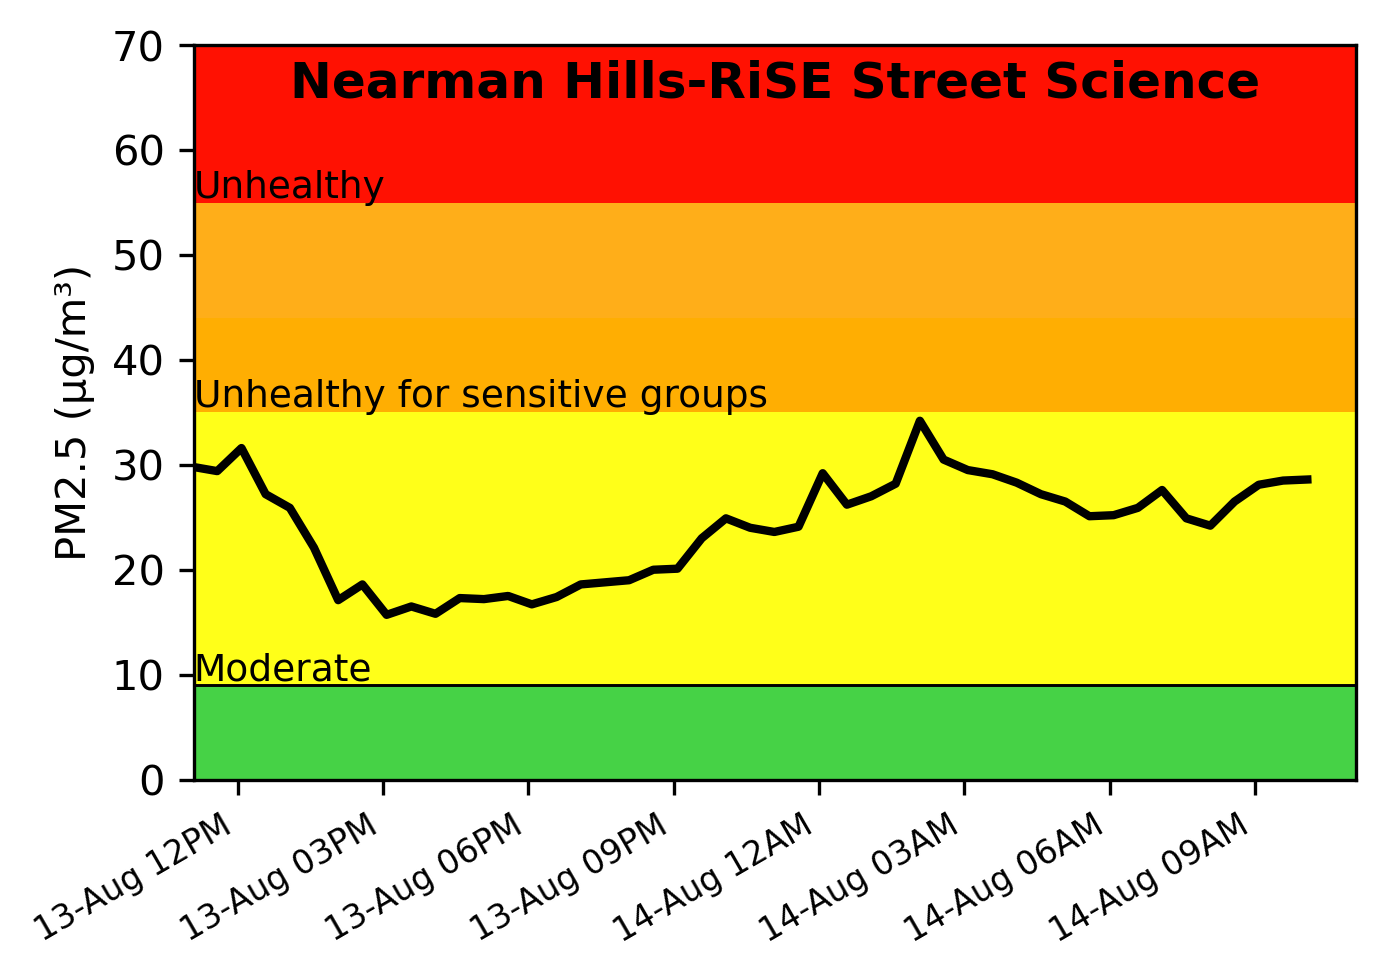 Nearman Hills-RiSE Street Science
70
60
Unhealthy
50
40
Unhealthy for sensitive groups
30
20
Moderate
10
0
PM2.5 (µg/m³)
13-Aug 12PM
13-Aug 03PM
13-Aug 06PM
13-Aug 09PM
14-Aug 12AM
14-Aug 03AM
14-Aug 06AM
14-Aug 09AM